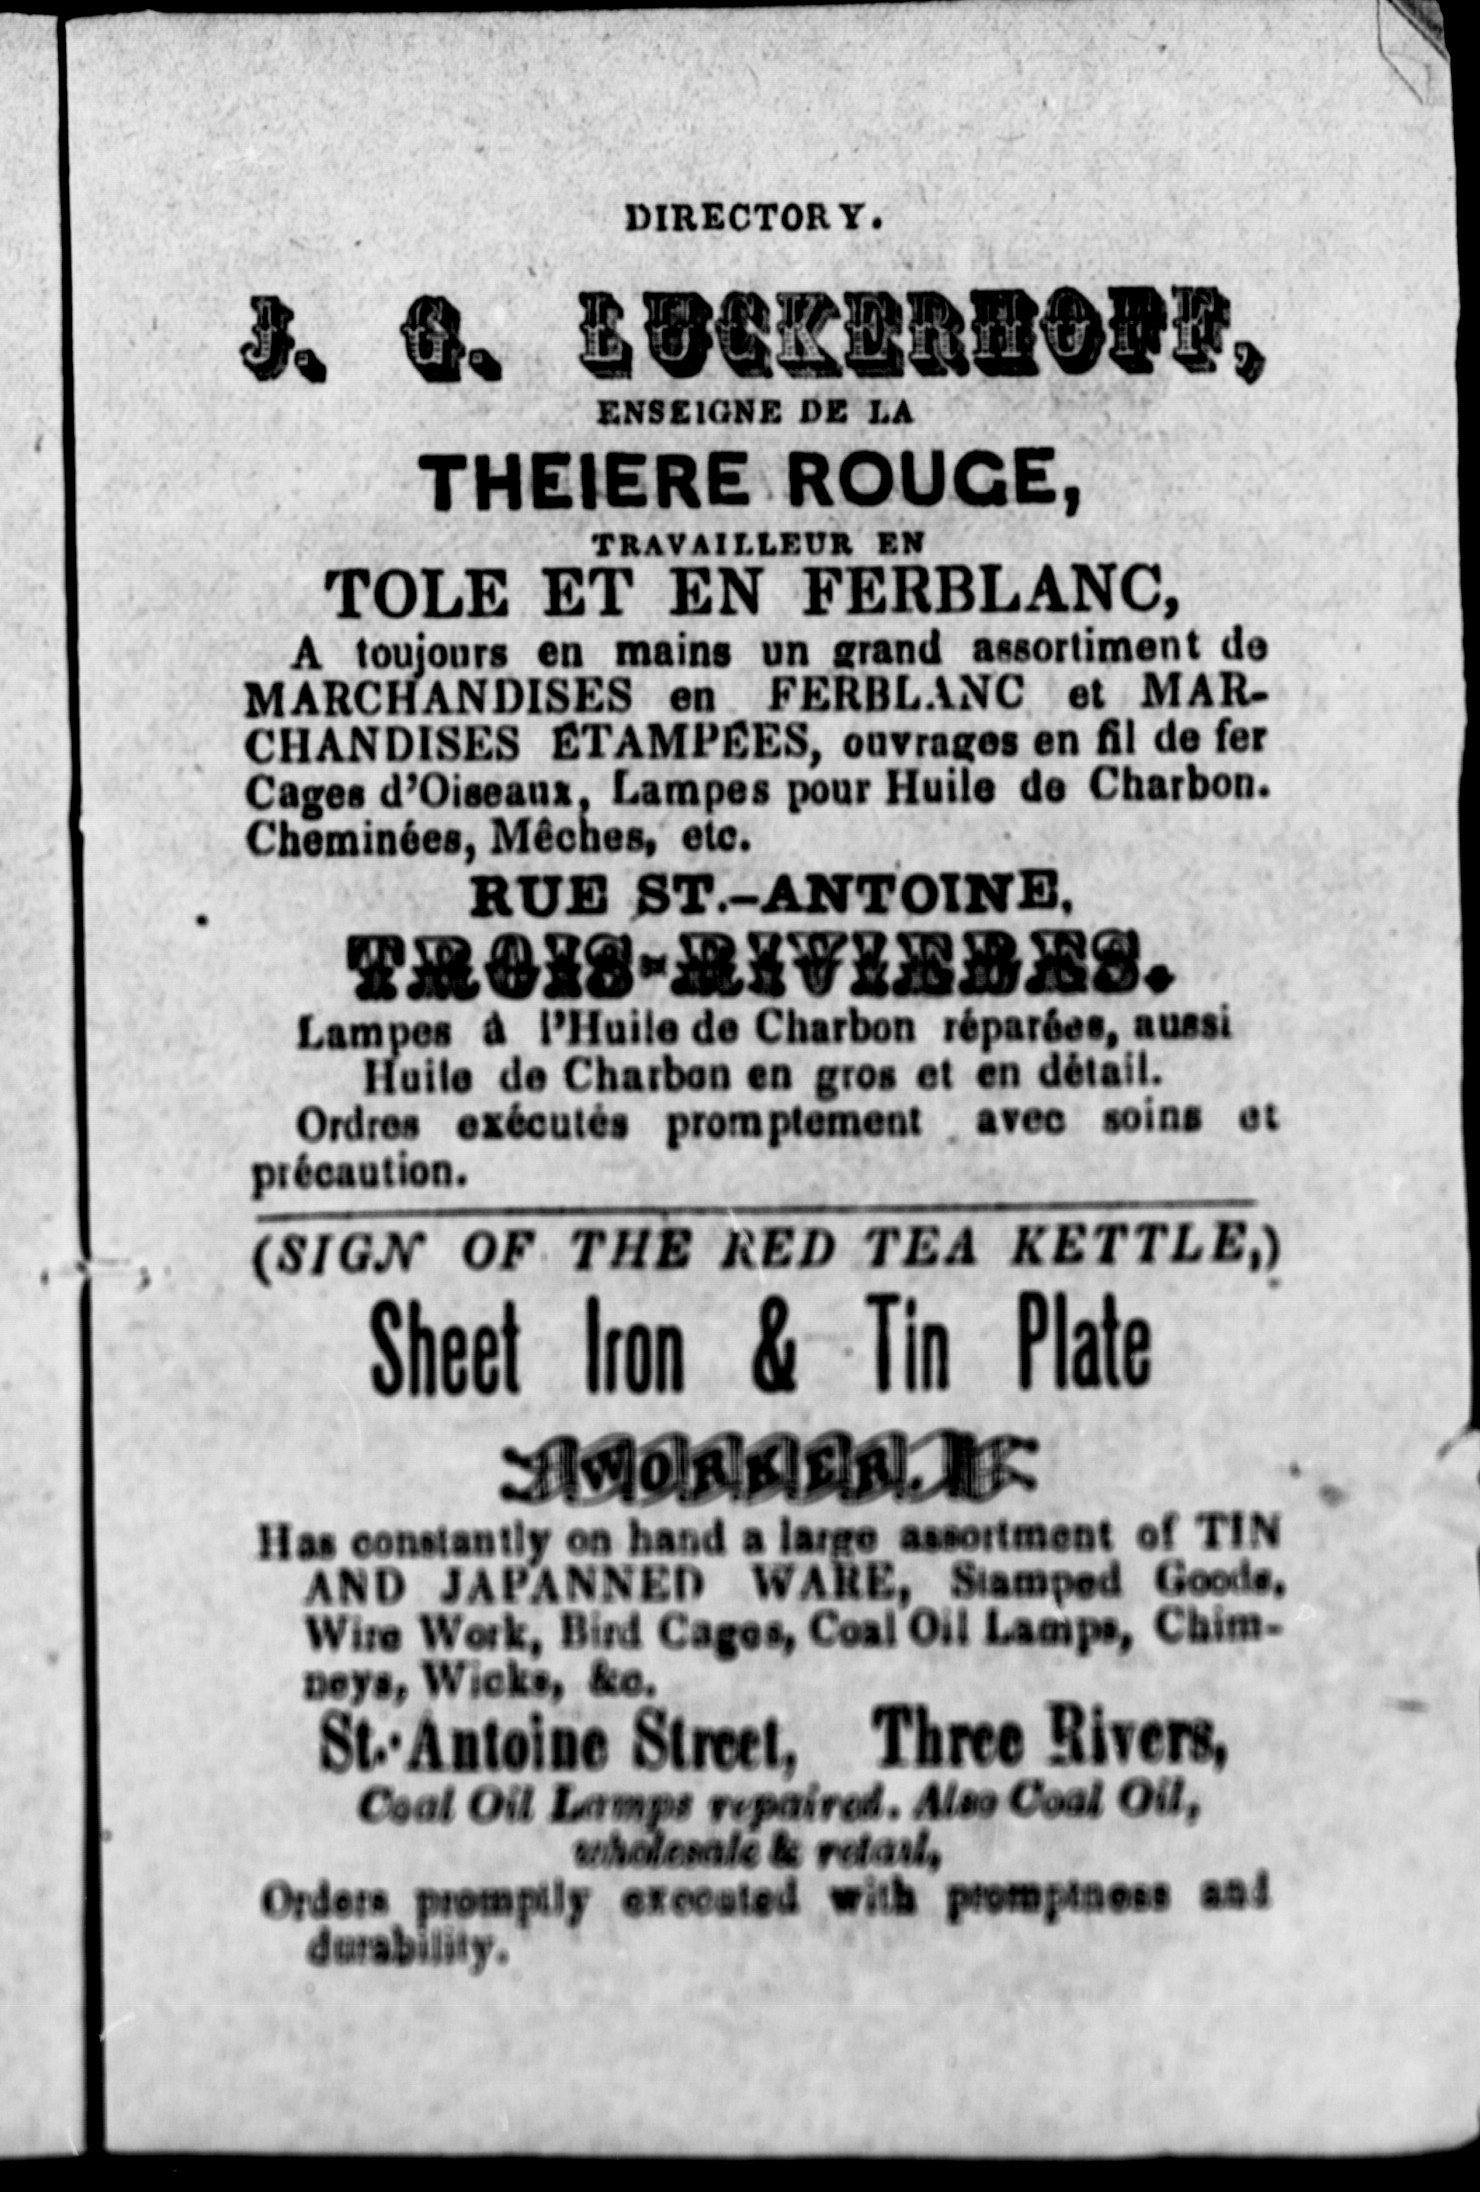 DIRECTORY.
J. G. LUCKERHOFF,
ENSEIGNE DE LA
THEIERE ROUGE,
TRAVAILLEUR EN
TOLE ET EN FERBLANC,
A toujours en mains un grand assortiment de
MARCHANDISES en FERBLANC et MAR-
CHANDISES ÉTAMPÉES, ouvrages en fil de fer
Cages d'Oiseaux, Lampes pour Huile de Charbon.
Cheminées, Mêches, etc.
RUE ST.-ANTOINE,
TROIS-RIVIERES.
Lampes à l'Huile de Charbon réparées, aussi
Huile de Charbon en gros et en détail.
Ordres exécutés promptement avec soins et
précaution.
(SIGN OF THE RED TEA KETTLE,)
Sheet Iron & Tin Plate
WORKER.
Has constantly on hand a large assortment of TIN
AND JAPANNED WARE, Stamped Goods,
Wire Work, Bird Cages, Coal Oil Lamps, Chim-
neys, Wicks, &c.
St.-Antoine Street, Three Rivers,
Coal Oil Lamps repaired. Also Coal Oil,
wholesale & retail,
Orders promptly executed with promptness and
durability.